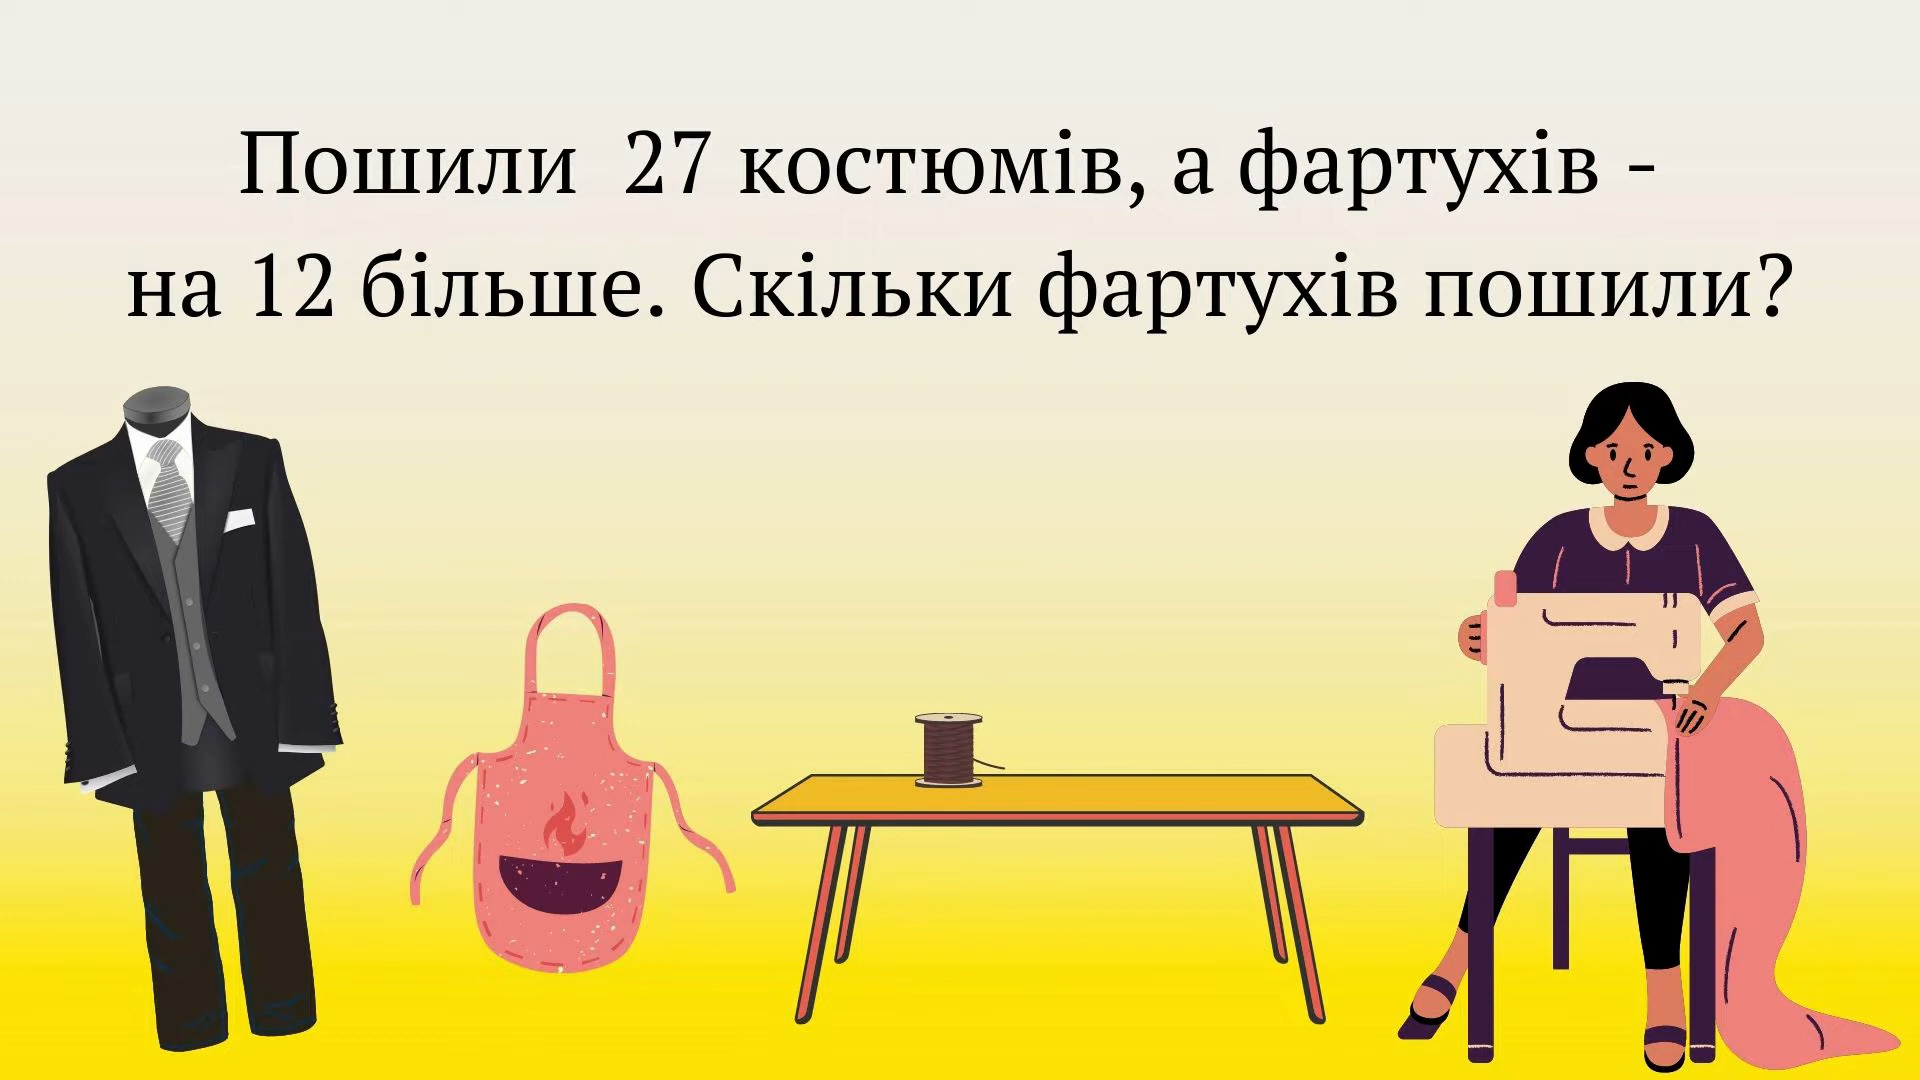 Пошили 27 костюмів, а фартухів -
на 12 більше. Скільки фартухів пошили?